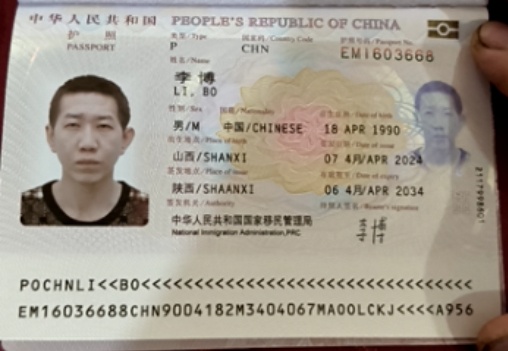 中华人民共和国 PEOPLE'S REPUBLIC OF CHINA
护 照 类型/Type 国家码/Country Code 护照号码/Passport No.
PASSPORT P CHN EM1603668
姓名/Name
李博
LI, BO
性别/Sex 国籍/Nationality 出生日期/Date of birth
男/M 中国/CHINESE 18 APR 1990
出生地点/Place of birth 签发日期/Date of issue
山西/SHANXI 07 4月/APR 2024
签发地点/Place of issue 有效期至/Date of expiry
陕西/SHAANXI 06 4月/APR 2034
签发机关/Authority 持照人签名/Bearer's signature
中华人民共和国国家移民管理局 李博
National Immigration Administration, PRC
POCHNLI<<BO<<<<<<<<<<<<<<<<<<<<<<<<<<<<<<<<<
EM16036688CHN9004182M3404067MAOOLCKJ<<<<A956